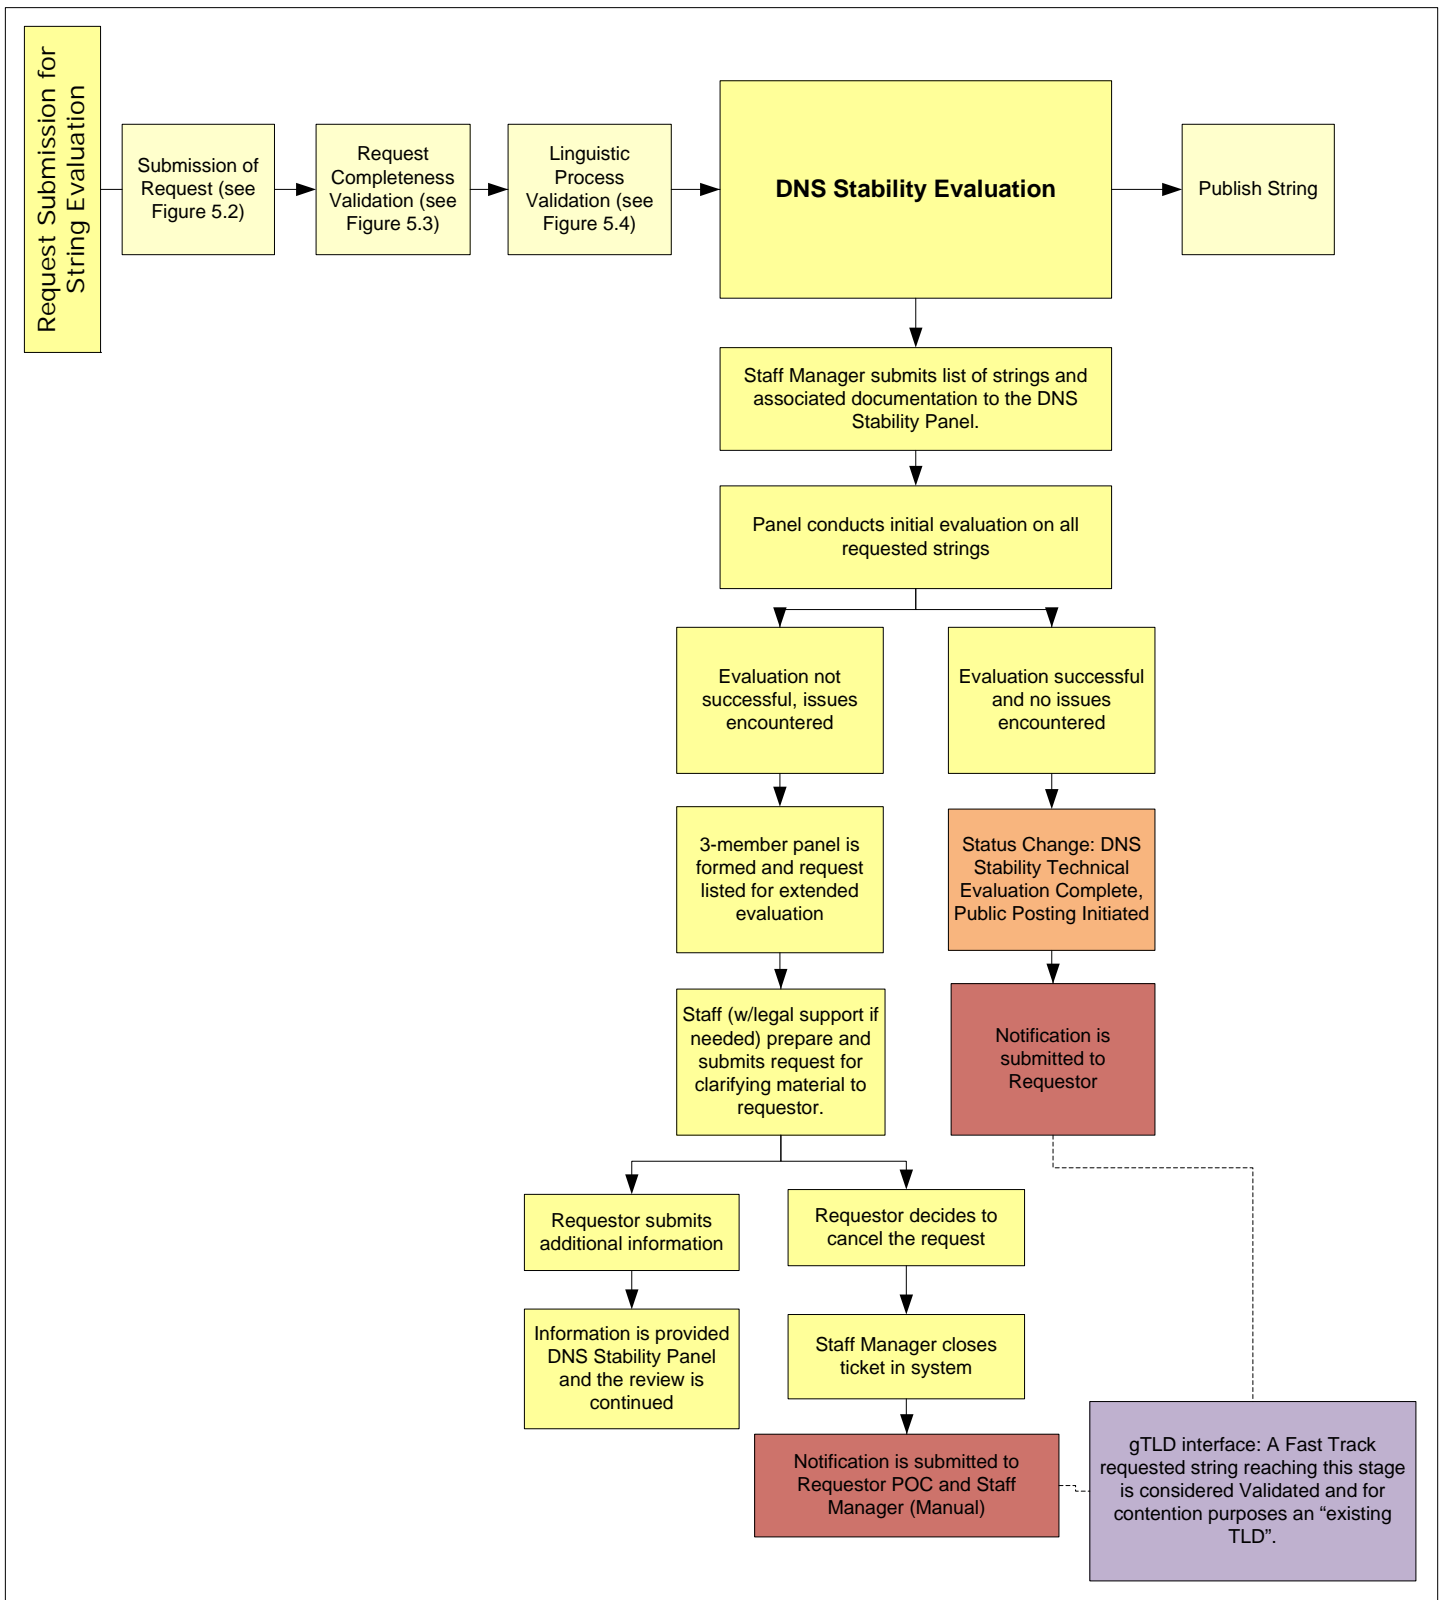 Request Submission for
String Evaluation
Submission of
Request (see
Figure 5.2)
Request
Completeness
Validation (see
Figure 5.3)
Linguistic
Process
Validation (see
Figure 5.4)
DNS Stability Evaluation
Publish String
Staff Manager submits list of strings and
associated documentation to the DNS
Stability Panel.
Panel conducts initial evaluation on all
requested strings
Evaluation not
successful, issues
encountered
Evaluation successful
and no issues
encountered
3-member panel is
formed and request
listed for extended
evaluation
Status Change: DNS
Stability Technical
Evaluation Complete,
Public Posting Initiated
Staff (w/legal support if
needed) prepare and
submits request for
clarifying material to
requestor.
Notification is
submitted to
Requestor
Requestor submits
additional information
Requestor decides to
cancel the request
Information is provided
DNS Stability Panel
and the review is
continued
Staff Manager closes
ticket in system
Notification is submitted to
Requestor POC and Staff
Manager (Manual)
gTLD interface: A Fast Track
requested string reaching this stage
is considered Validated and for
contention purposes an “existing
TLD”.